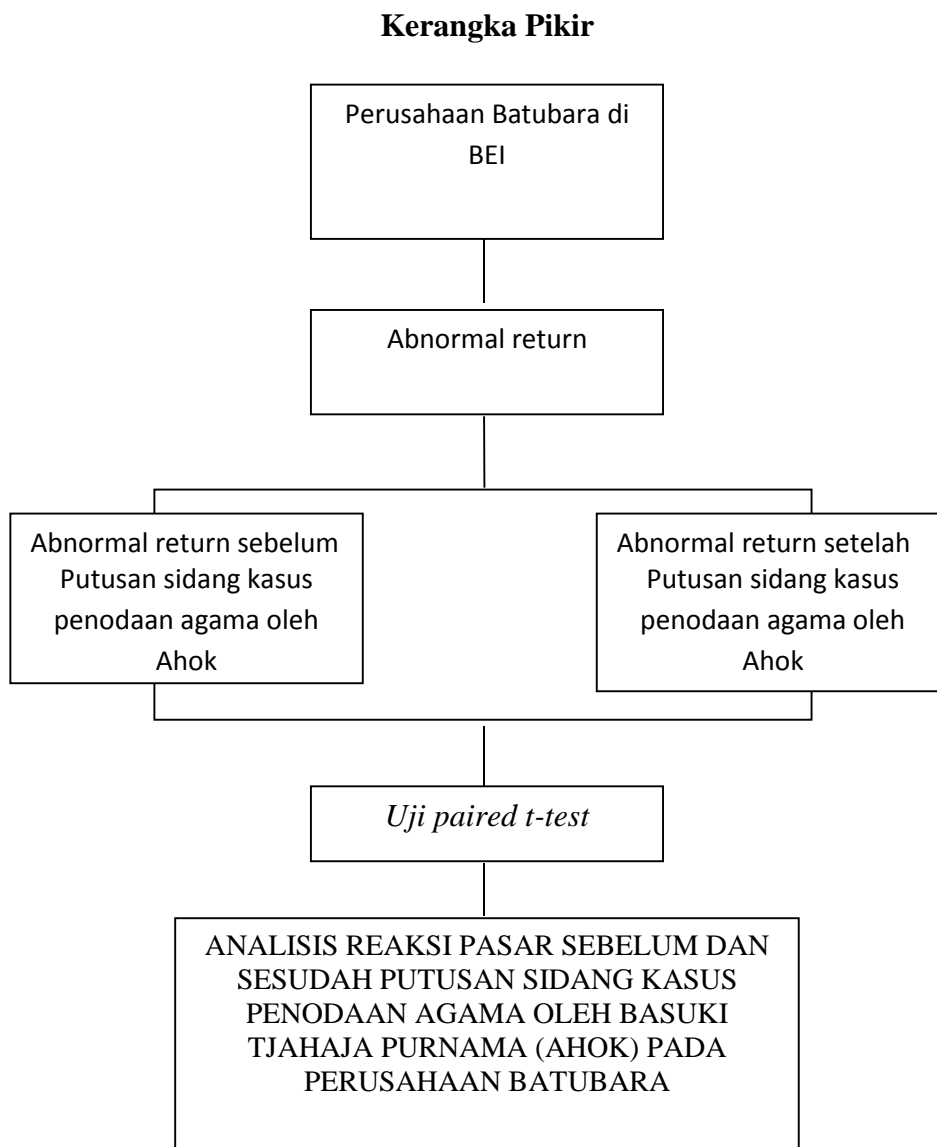 Kerangka Pikir
Perusahaan Batubara di
BEI
Abnormal return
Abnormal return sebelum
Putusan sidang kasus
penodaan agama oleh
Ahok
Abnormal return setelah
Putusan sidang kasus
penodaan agama oleh
Ahok
Uji paired t-test
ANALISIS REAKSI PASAR SEBELUM DAN
SESUDAH PUTUSAN SIDANG KASUS
PENODAAN AGAMA OLEH BASUKI
TJAHAJA PURNAMA (AHOK) PADA
PERUSAHAAN BATUBARA